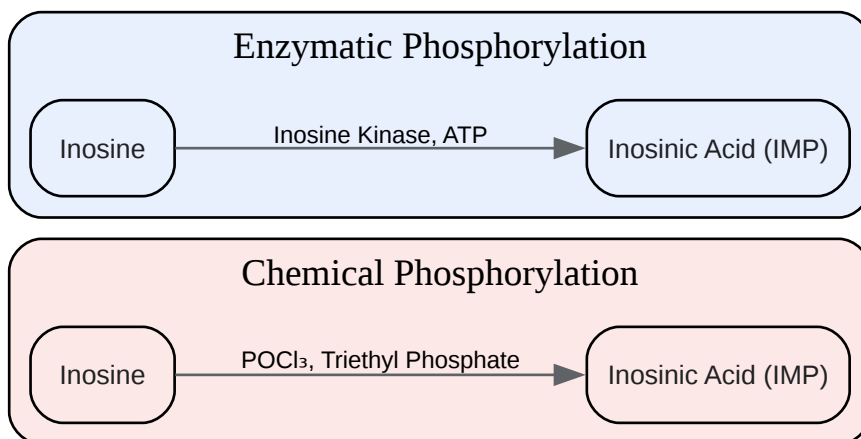 Enzymatic Phosphorylation
Inosine
Inosine Kinase, ATP
Inosinic Acid (IMP)
Chemical Phosphorylation
Inosine
POCl₃, Triethyl Phosphate
Inosinic Acid (IMP)